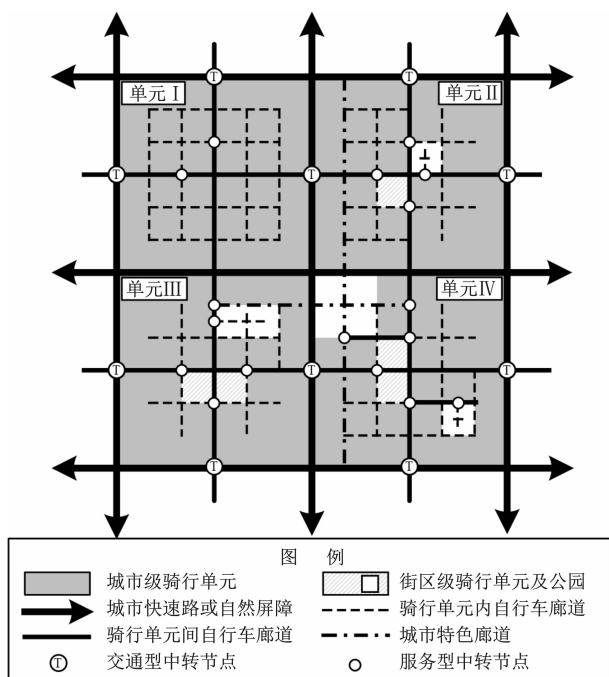 T T
单元Ⅰ 单元Ⅱ
T T T
单元Ⅲ 单元Ⅳ
T T T
T T
图 例
城市级骑行单元 街区级骑行单元及公园
城市快速路或自然屏障 骑行单元内自行车廊道
骑行单元间自行车廊道 城市特色廊道
T 交通型中转节点 服务型中转节点